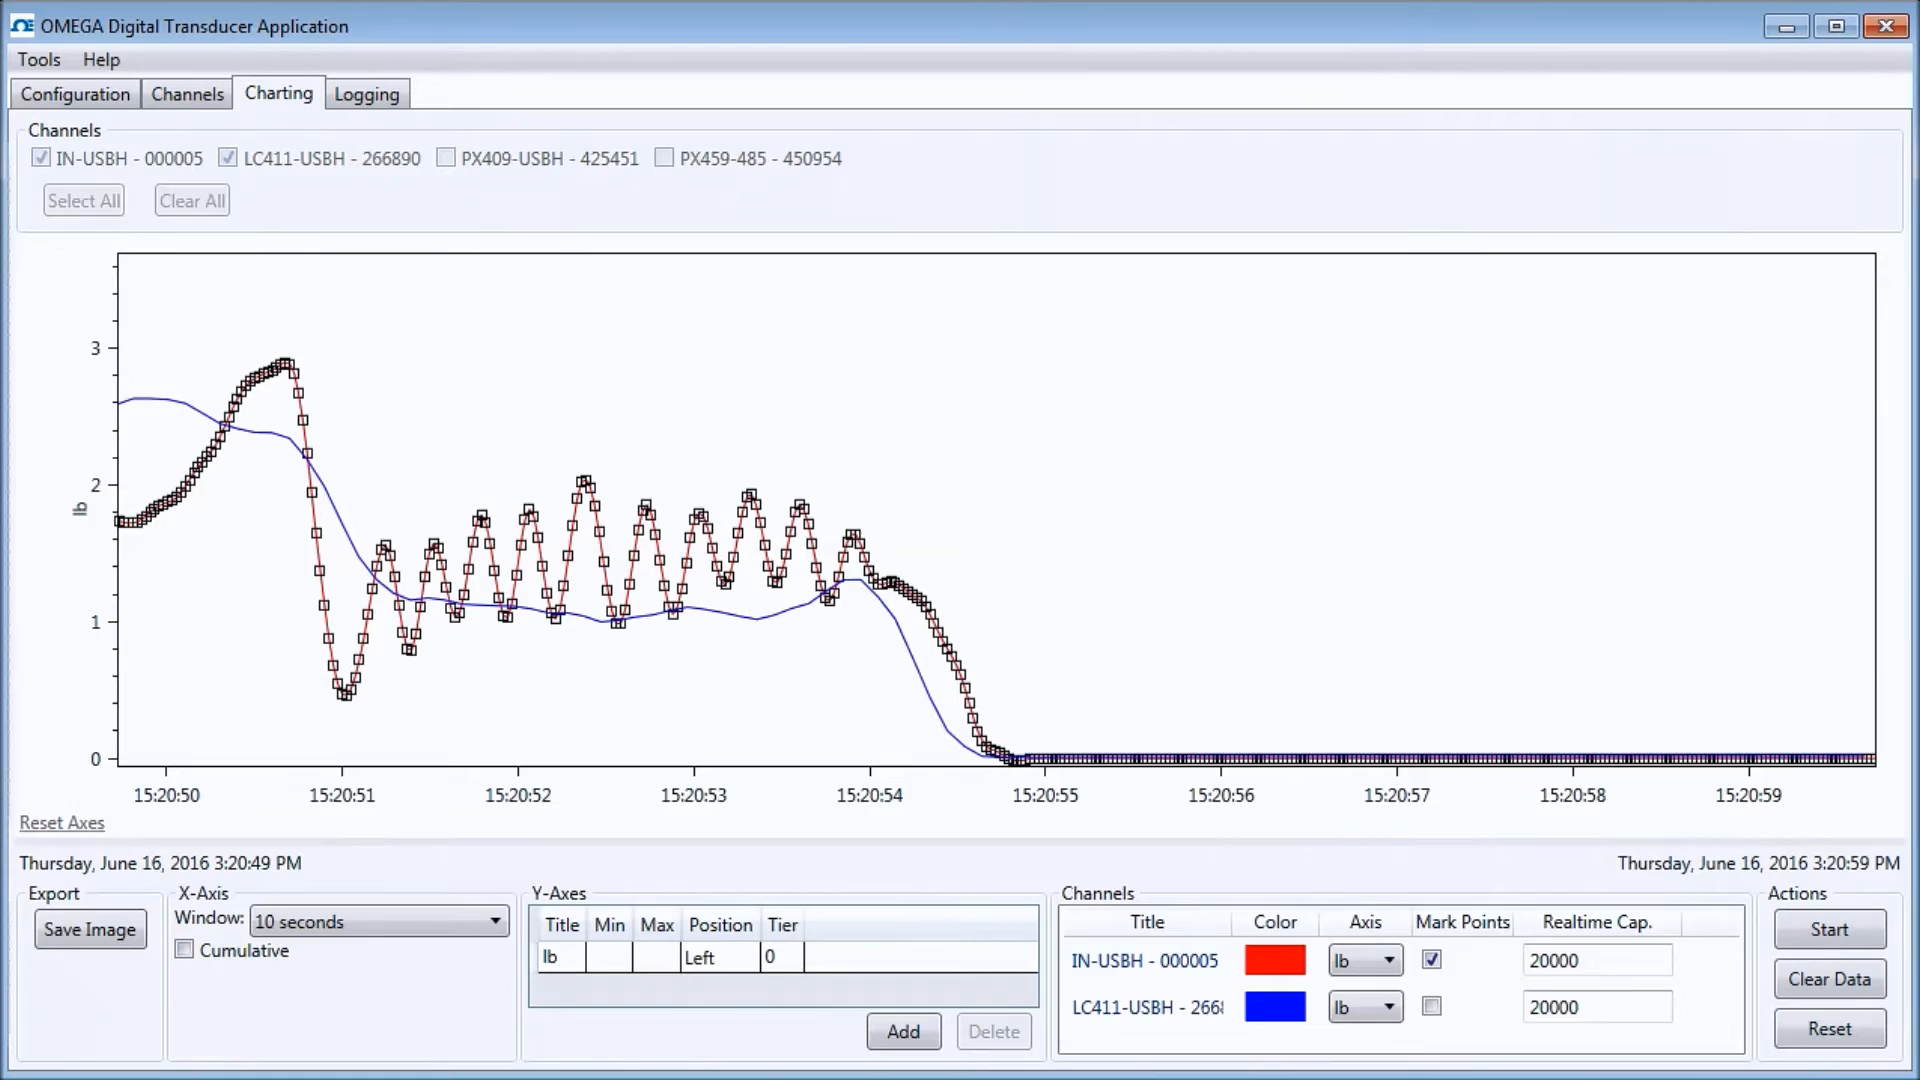 OMEGA Digital Transducer Application
Tools Help
Configuration Channels Charting Logging
Channels
IN-USBH - 000005 LC411-USBH - 266890 PX409-USBH - 425451 PX459-485 - 450954
Select All Clear All
3
2
1
0
lb
15:20:50 15:20:51 15:20:52 15:20:53 15:20:54 15:20:55 15:20:56 15:20:57 15:20:58 15:20:59
Reset Axes
Thursday, June 16, 2016 3:20:49 PM Thursday, June 16, 2016 3:20:59 PM
Export
Save Image
X-Axis
Window: 10 seconds
Cumulative
Y-Axes
Title Min Max Position Tier
lb Left 0
Add Delete
Channels
Title Color Axis Mark Points Realtime Cap.
IN-USBH - 000005 lb 20000
LC411-USBH - 266 lb 20000
Actions
Start
Clear Data
Reset